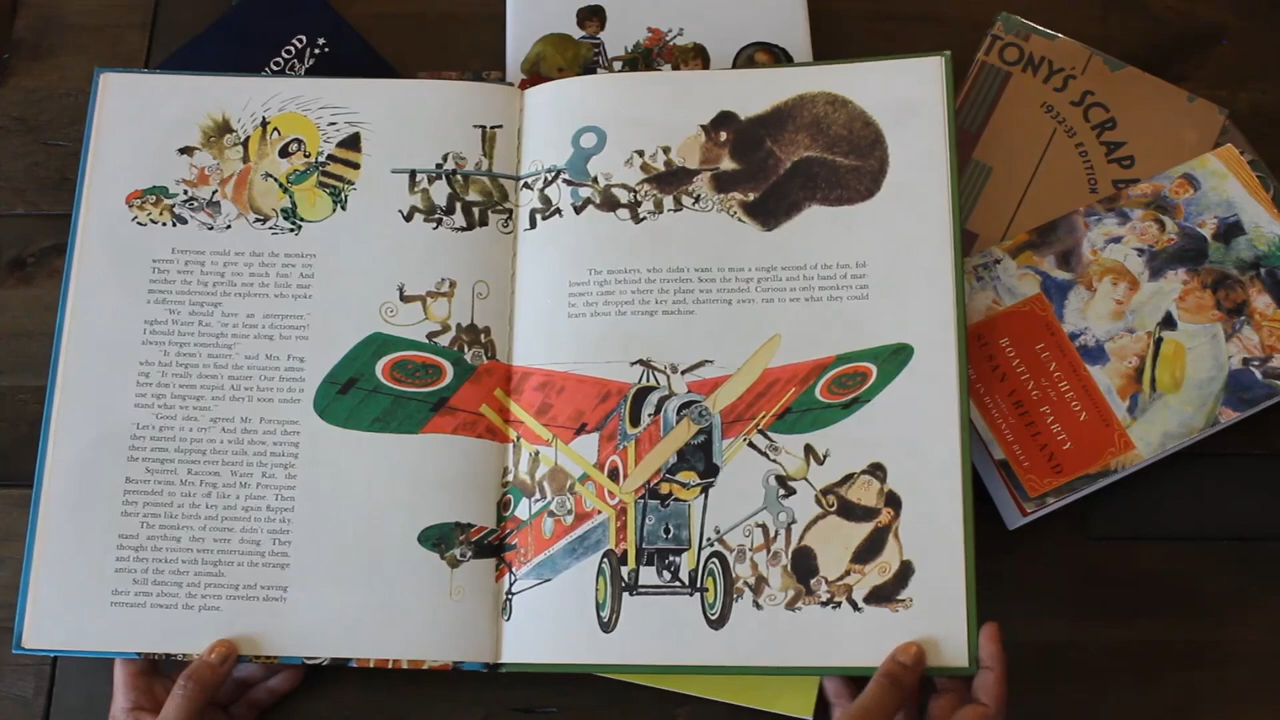 OOD
Style
TONY'S SCRAP B
1932-33
EDITION
Everyone could see that the monkeys
weren't going to give up their new toy.
They were having too much fun! And
neither the big gorilla nor the little mar-
mosets understood the explorers, who spoke
a different language.
"We should have an interpreter,"
sighed Water Rat, "or at least a dictionary!
I should have brought mine along, but you
always forget something!"
"It doesn't matter," said Mrs. Frog,
who had begun to find the situation amus-
ing. "It really doesn't matter. Our friends
here don't seem stupid. All we have to do is
use sign language, and they'll soon under-
stand what we want."
"Good idea," agreed Mr. Porcupine.
"Let's give it a try!" And then and there
they started to put on a wild show, waving
their arms, slapping their tails, and making
the strangest noises ever heard in the jungle.
Squirrel, Raccoon, Water Rat, the
Beaver twins, Mrs. Frog, and Mr. Porcupine
pretended to take off like a plane. Then
they pointed at the key and again flapped
their arms like birds and pointed to the sky.
The monkeys, of course, didn't under-
stand anything they were doing. They
thought the visitors were entertaining them,
and they rocked with laughter at the strange
antics of the other animals.
Still dancing and prancing and waving
their arms about, the seven travelers slowly
retreated toward the plane.
The monkeys, who didn't want to miss a single second of the fun, fol-
lowed right behind the travelers. Soon the huge gorilla and his band of mar-
mosets came to where the plane was stranded. Curious as only monkeys can
be, they dropped the key and, chattering away, ran to see what they could
learn about the strange machine.
LUNCHEON
of the
BOATING PARTY
SUSAN VREELAND
HYACINTH BLUE